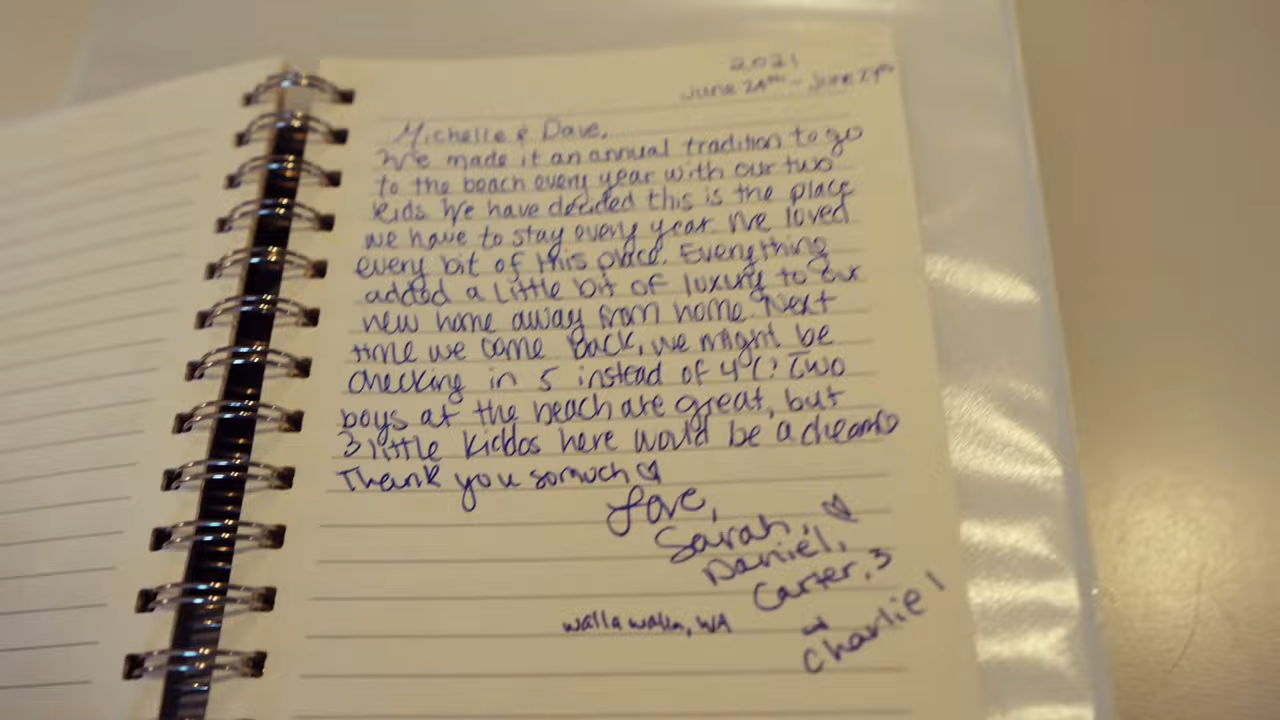 2021
June 24th - June 29th
Michelle & Dave,
We made it an annual tradition to go
to the beach every year with our two
kids. We have decided this is the place
we have to stay every year. We loved
every bit of this place. Everything
added a little bit of luxury to our
new home away from home. Next
time we come back, we might be
checking in 5 instead of 4 (: Two
boys at the beach are great, but
3 little kiddos here would be a dream
Thank you so much ♡
Love,
Sarah, ♡
Daniel,
Carter, 3
walla walla, WA
& Charlie 1